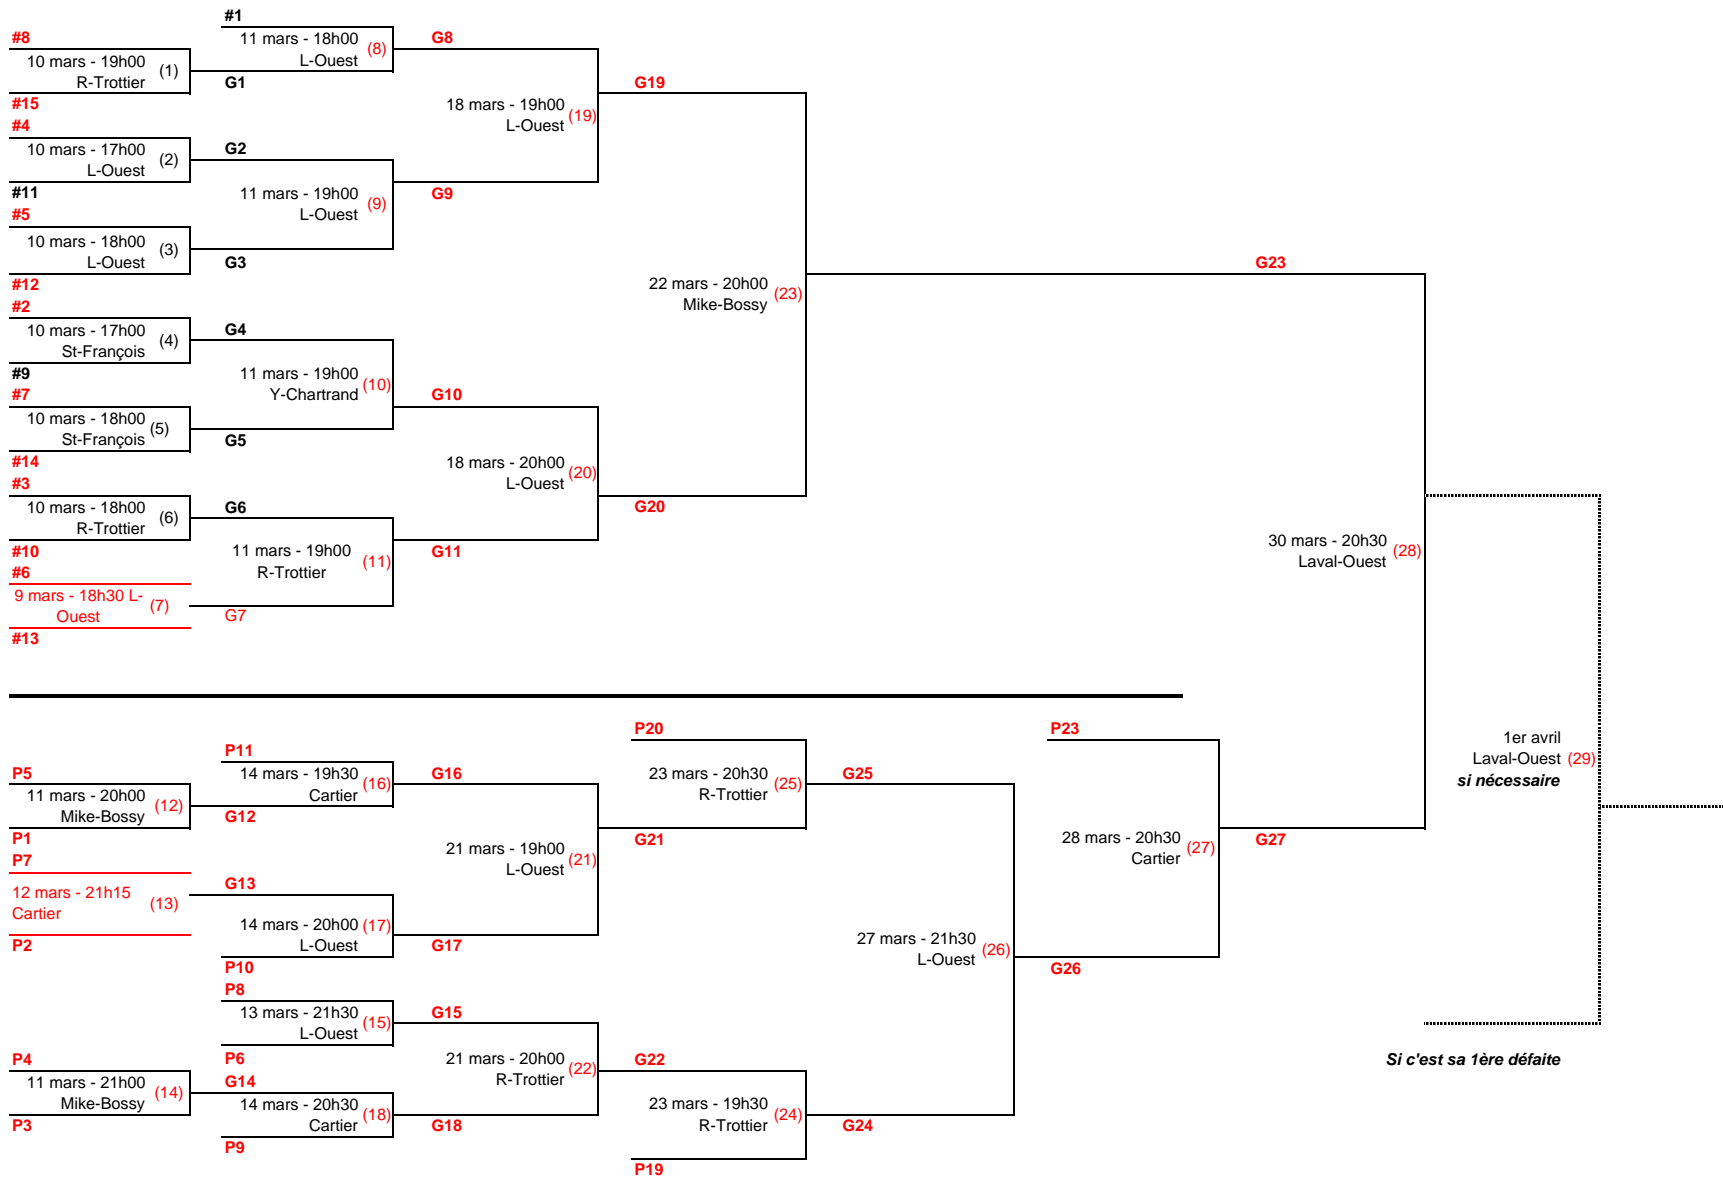 #1
#8
11 mars - 18h00
L-Ouest
(8)
G8
10 mars - 19h00
R-Trottier
(1)
G1
G19
#15
#4
18 mars - 19h00
L-Ouest
(19)
10 mars - 17h00
L-Ouest
(2)
G2
#11
#5
11 mars - 19h00
L-Ouest
(9)
G9
10 mars - 18h00
L-Ouest
(3)
G3
G23
#12
#2
22 mars - 20h00
Mike-Bossy
(23)
10 mars - 17h00
St-François
(4)
G4
#9
#7
11 mars - 19h00
Y-Chartrand
(10)
G10
10 mars - 18h00
St-François
(5)
G5
#14
#3
18 mars - 20h00
L-Ouest
(20)
G20
10 mars - 18h00
R-Trottier
(6)
G6
#10
#6
11 mars - 19h00
R-Trottier
(11)
G11
30 mars - 20h30
Laval-Ouest
(28)
9 mars - 18h30 L-
Ouest
(7)
G7
#13
P20
P23
1er avril
Laval-Ouest
(29)
si nécessaire
P11
P5
14 mars - 19h30
Cartier
(16)
G16
23 mars - 20h30
R-Trottier
(25)
G25
11 mars - 20h00
Mike-Bossy
(12)
G12
P1
P7
21 mars - 19h00
L-Ouest
(21)
G21
28 mars - 20h30
Cartier
(27)
G27
12 mars - 21h15
Cartier
(13)
G13
14 mars - 20h00
L-Ouest
(17)
G17
P2
27 mars - 21h30
L-Ouest
(26)
G26
P10
P8
13 mars - 21h30
L-Ouest
(15)
G15
P6
P4
21 mars - 20h00
R-Trottier
(22)
G22
Si c'est sa 1ère défaite
11 mars - 21h00
Mike-Bossy
(14)
G14
14 mars - 20h30
Cartier
(18)
G18
23 mars - 19h30
R-Trottier
(24)
G24
P3
P9
P19